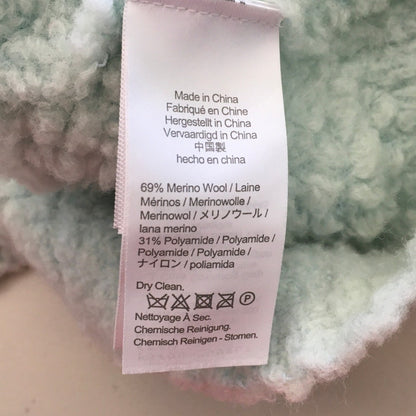 Made in China
Fabriqué en Chine
Hergestellt in China
Vervaardigd in China
中国製
hecho en china
69% Merino Wool / Laine
Mérinos / Merinowolle /
Merinowol / メリノウール /
lana merino
31% Polyamide / Polyamide /
Polyamide / Polyamide /
ナイロン / poliamida
Dry Clean.
P
Nettoyage À Sec.
Chemische Reinigung.
Chemisch Reinigen - Stomen.